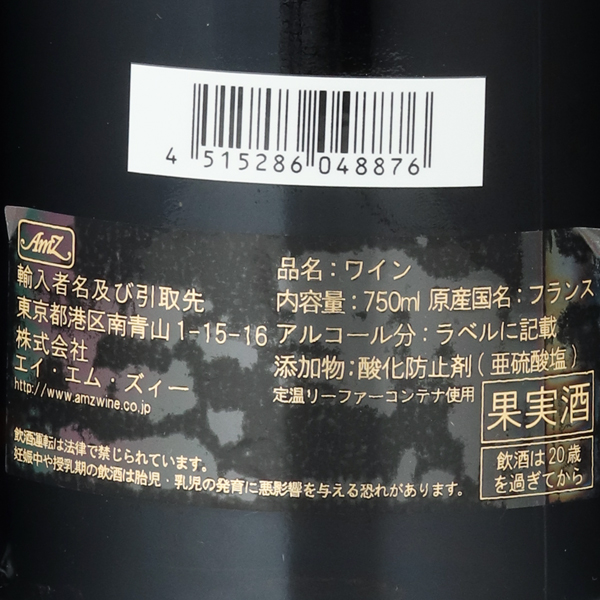 4 515286 048876
AmZ
輸入者名及び引取先
東京都港区南青山1-15-16
株式会社
エイ・エム・ズィー
http://www.amzwine.co.jp
品名：ワイン
内容量：750ml 原産国名：フランス
アルコール分：ラベルに記載
添加物：酸化防止剤(亜硫酸塩)
定温リーファーコンテナ使用
果実酒
飲酒は20歳
を過ぎてから
飲酒運転は法律で禁じられています。
妊娠中や授乳期の飲酒は胎児・乳児の発育に悪影響を与える恐れがあります。